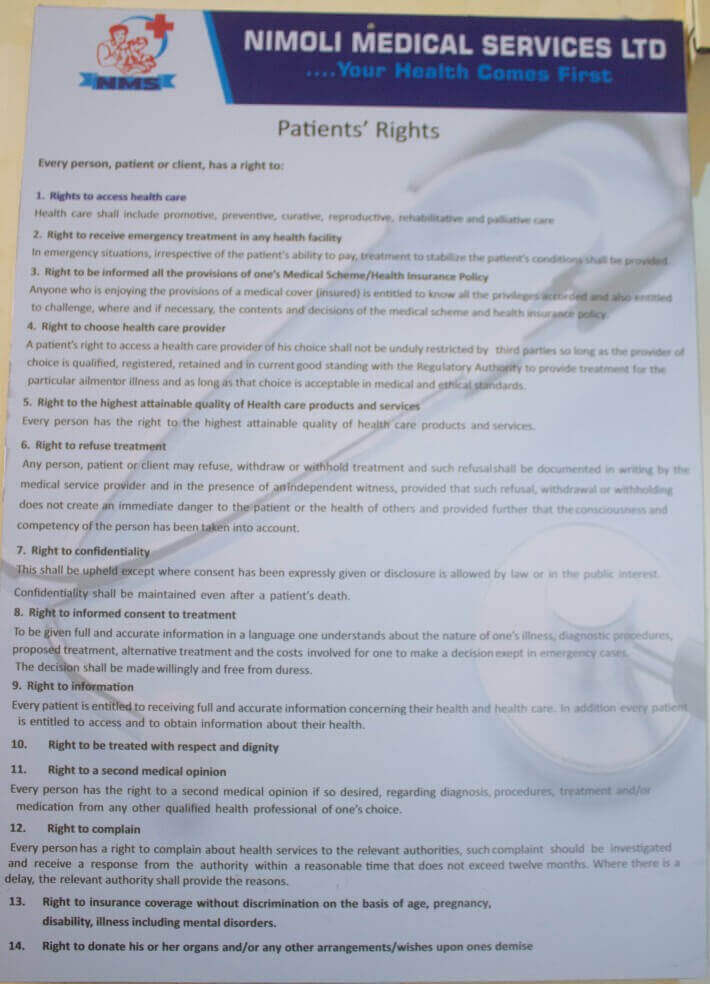 NMS
NIMOLI MEDICAL SERVICES LTD
....Your Health Comes First
Patients' Rights
Every person, patient or client, has a right to:
1. Rights to access health care
Health care shall include promotive, preventive, curative, reproductive, rehabilitative and palliative care
2. Right to receive emergency treatment in any health facility
In emergency situations, irrespective of the patient's ability to pay, treatment to stabilize the patient's conditions shall be provided.
3. Right to be informed all the provisions of one's Medical Scheme/Health Insurance Policy
Anyone who is enjoying the provisions of a medical cover (insured) is entitled to know all the privileges accorded and also entitled
to challenge, where and if necessary, the contents and decisions of the medical scheme and health insurance policy.
4. Right to choose health care provider
A patient's right to access a health care provider of his choice shall not be unduly restricted by third parties so long as the provider of
choice is qualified, registered, retained and in current good standing with the Regulatory Authority to provide treatment for the
particular ailmentor illness and as long as that choice is acceptable in medical and ethical standards.
5. Right to the highest attainable quality of Health care products and services
Every person has the right to the highest attainable quality of health care products and services.
6. Right to refuse treatment
Any person, patient or client may refuse, withdraw or withhold treatment and such refusalshall be documented in writing by the
medical service provider and in the presence of anindependent witness, provided that such refusal, withdrawal or withholding
does not create an immediate danger to the patient or the health of others and provided further that theconsciousness and
competency of the person has been taken into account.
7. Right to confidentiality
This shall be upheld except where consent has been expressly given or disclosure is allowed by law or in the public interest.
Confidentiality shall be maintained even after a patient's death.
8. Right to informed consent to treatment
To be given full and accurate information in a language one understands about the nature of one's illness, diagnostic procedures,
proposed treatment, alternative treatment and the costs involved for one to make a decision exept in emergency cases.
The decision shall be madewillingly and free from duress.
9. Right to information
Every patient is entitled to receiving full and accurate information concerning their health and health care. In addition every patient
is entitled to access and to obtain information about their health.
10. Right to be treated with respect and dignity
11. Right to a second medical opinion
Every person has the right to a second medical opinion if so desired, regarding diagnosis, procedures, treatment and/or
medication from any other qualified health professional of one's choice.
12. Right to complain
Every person has a right to complain about health services to the relevant authorities, such complaint should be investigated
and receive a response from the authority within a reasonable time that does not exceed twelve months. Where there is a
delay, the relevant authority shall provide the reasons.
13. Right to insurance coverage without discrimination on the basis of age, pregnancy,
disability, illness including mental disorders.
14. Right to donate his or her organs and/or any other arrangements/wishes upon ones demise